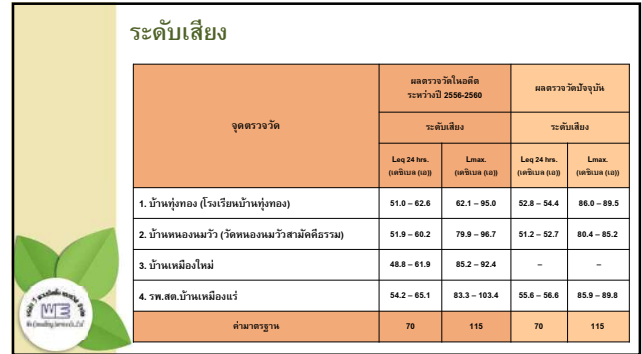 ระดับเสียง
จุดตรวจวัด
ผลตรวจวัดในอดีต
ระหว่างปี 2556-2560
ผลตรวจวัดปัจจุบัน
ระดับเสียง
ระดับเสียง
Leq 24 hrs.
(เดซิเบล (เอ))
Lmax.
(เดซิเบล (เอ))
Leq 24 hrs.
(เดซิเบล (เอ))
Lmax.
(เดซิเบล (เอ))
1. บ้านทุ่งทอง (โรงเรียนบ้านทุ่งทอง) 51.0 – 62.6 62.1 – 95.0 52.8 – 54.4 86.0 – 89.5
2. บ้านหนองนมวัว (วัดหนองนมวัวสามัคคีธรรม) 51.9 – 60.2 79.9 – 96.7 51.2 – 52.7 80.4 – 85.2
3. บ้านเหมืองใหม่ 48.8 – 61.9 85.2 – 92.4 – –
4. รพ.สต.บ้านเหมืองแร่ 54.2 – 65.1 83.3 – 103.4 55.6 – 56.6 85.9 – 89.8
ค่ามาตรฐาน 70 115 70 115
WE